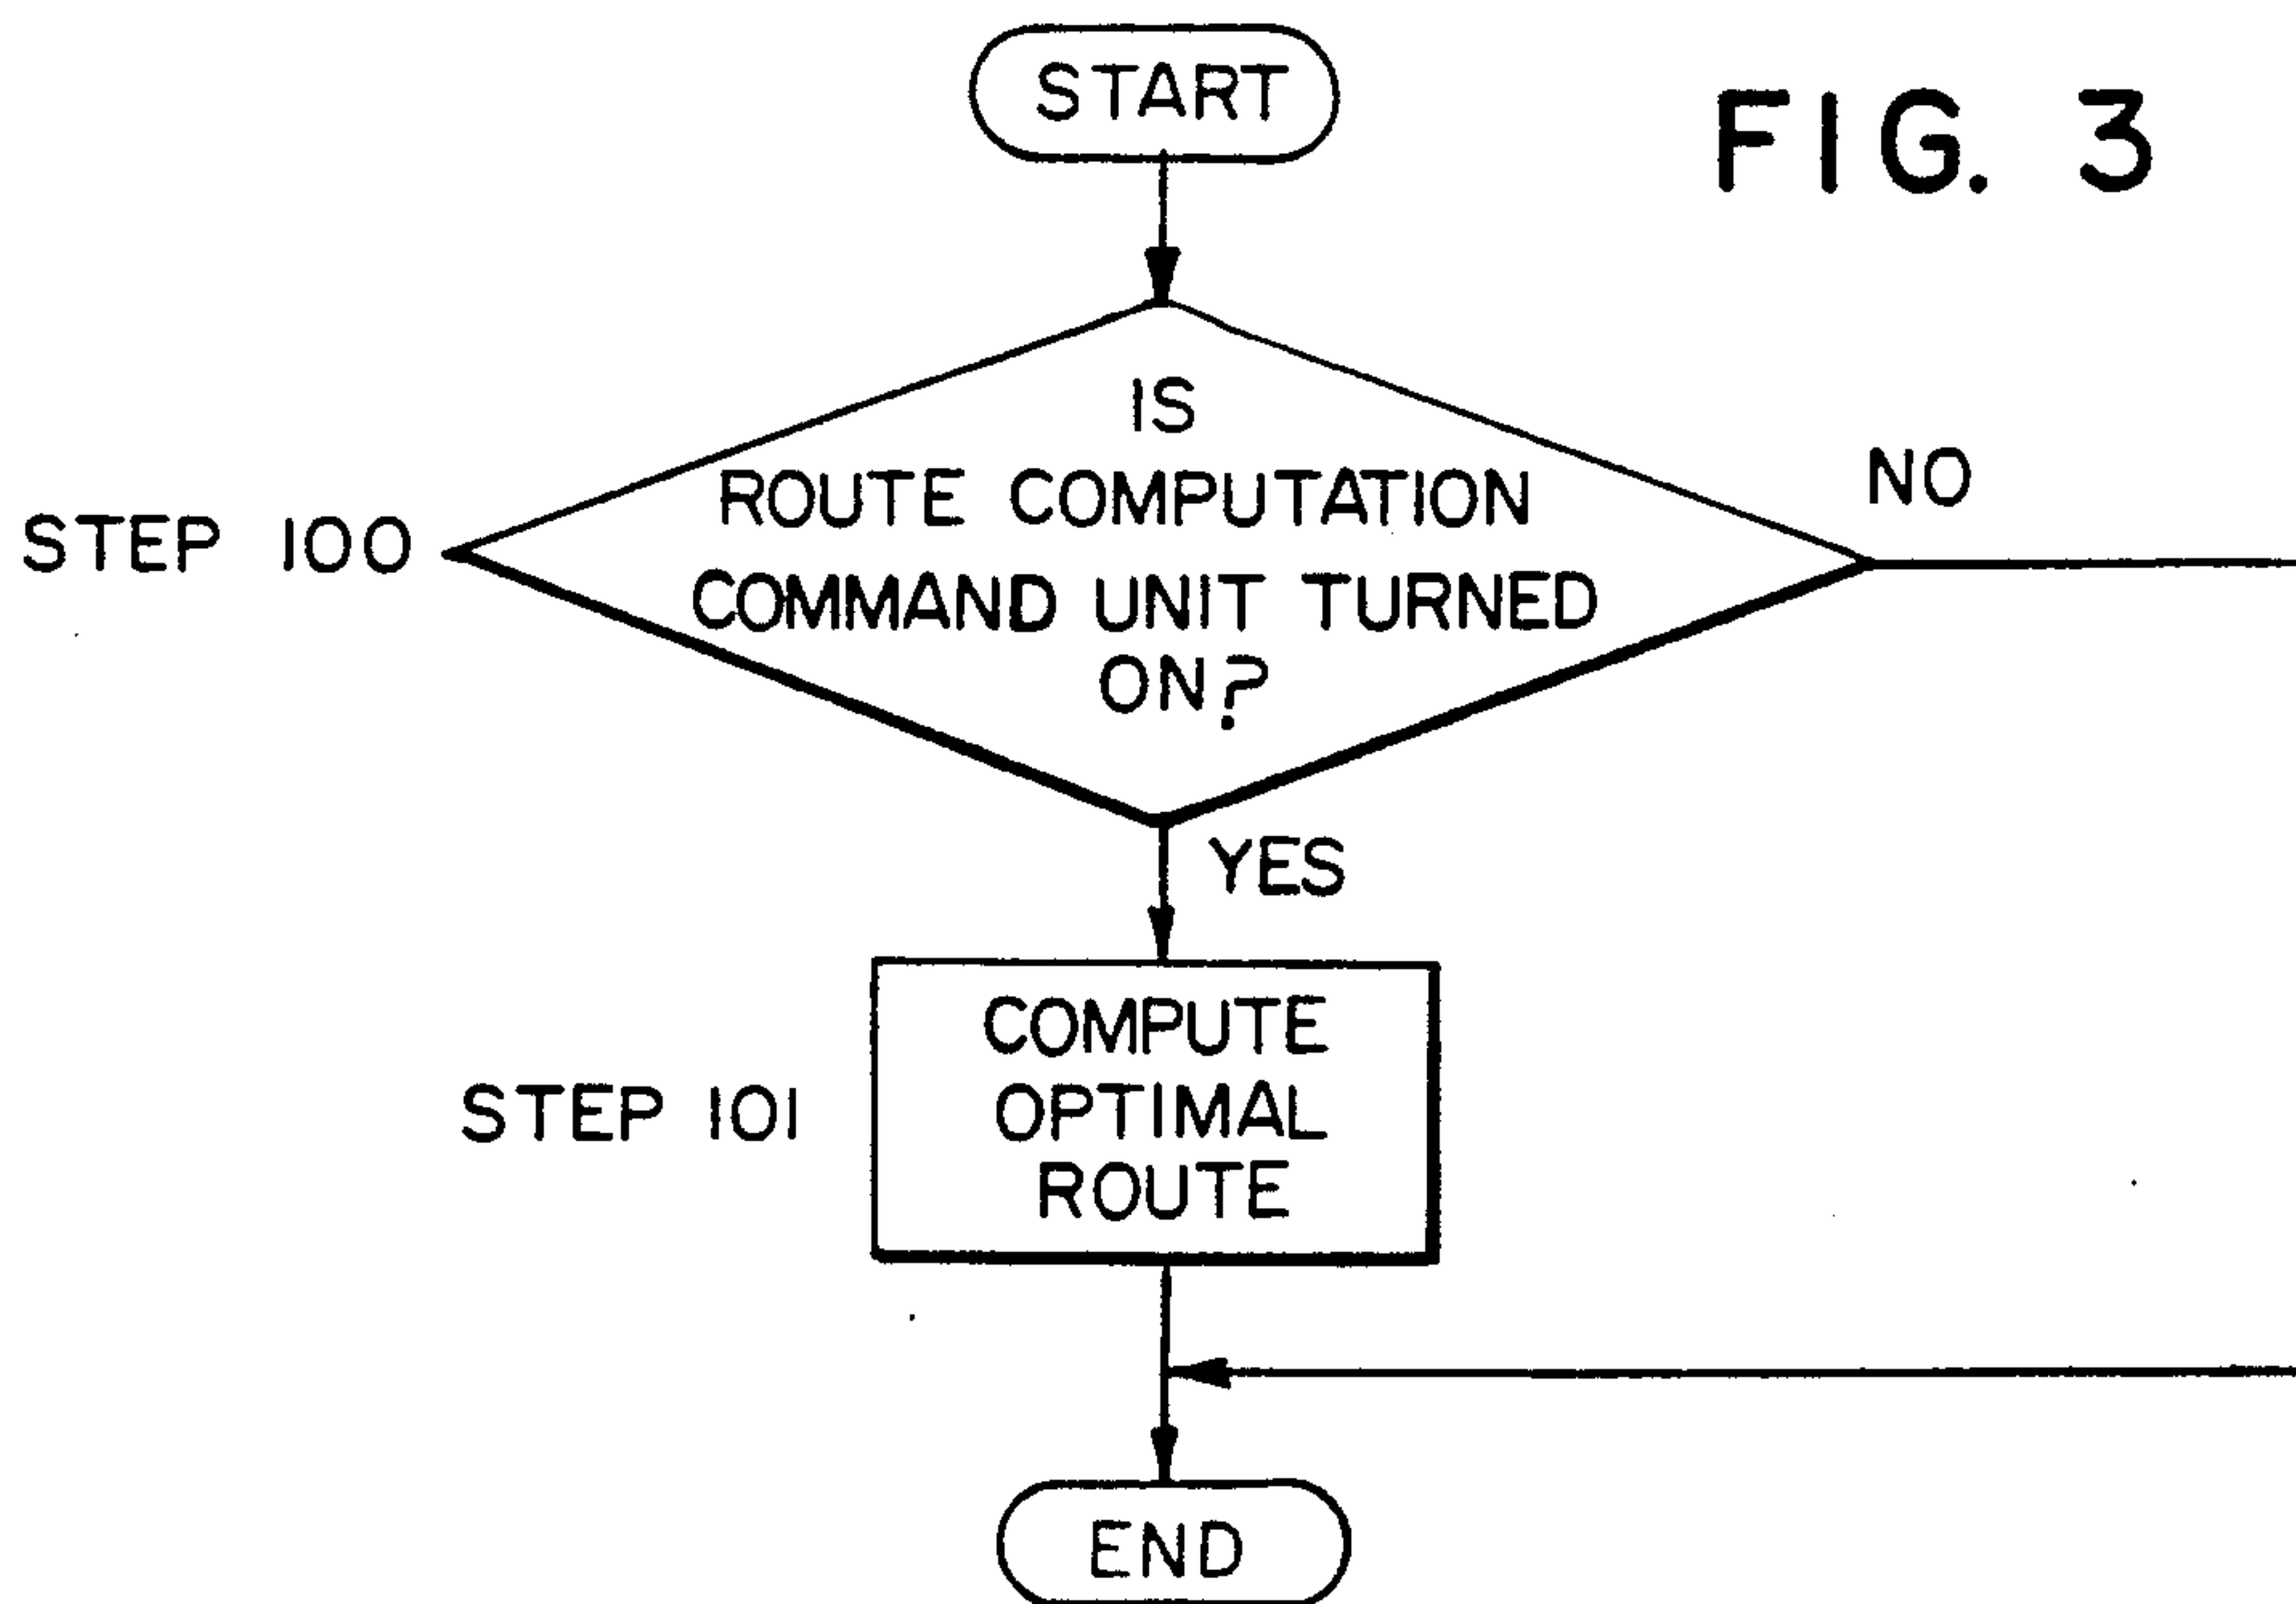 START
FIG. 3
IS
ROUTE COMPUTATION
COMMAND UNIT TURNED
ON?
NO
STEP 100
YES
COMPUTE
OPTIMAL
ROUTE
STEP 101
END